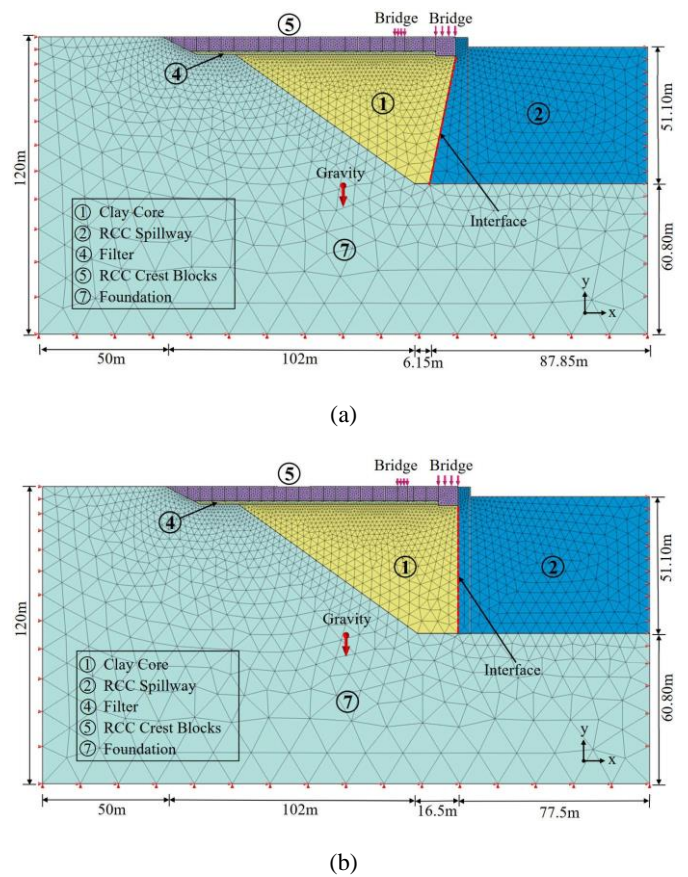 ⑤
Bridge Bridge
④
①
②
120m
51.10m
Gravity
Interface
① Clay Core
② RCC Spillway
④ Filter
⑤ RCC Crest Blocks
⑦ Foundation
⑦
60.80m
y
x
50m 102m 6.15m 87.85m
(a)
⑤
Bridge Bridge
④
①
②
120m
51.10m
Gravity
Interface
① Clay Core
② RCC Spillway
④ Filter
⑤ RCC Crest Blocks
⑦ Foundation
⑦
60.80m
y
x
50m 102m 16.5m 77.5m
(b)